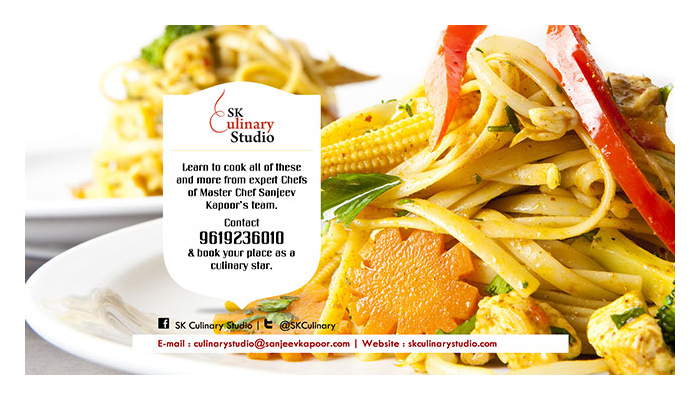 SK
Culinary
Studio
Learn to cook all of these
and more from expert Chefs
of Master Chef Sanjeev
Kapoor's team.
Contact
9619236010
& book your place as a
culinary star.
SK Culinary Studio | @SKCulinary
E-mail : culinarystudio@sanjeevkapoor.com | Website : skculinarystudio.com